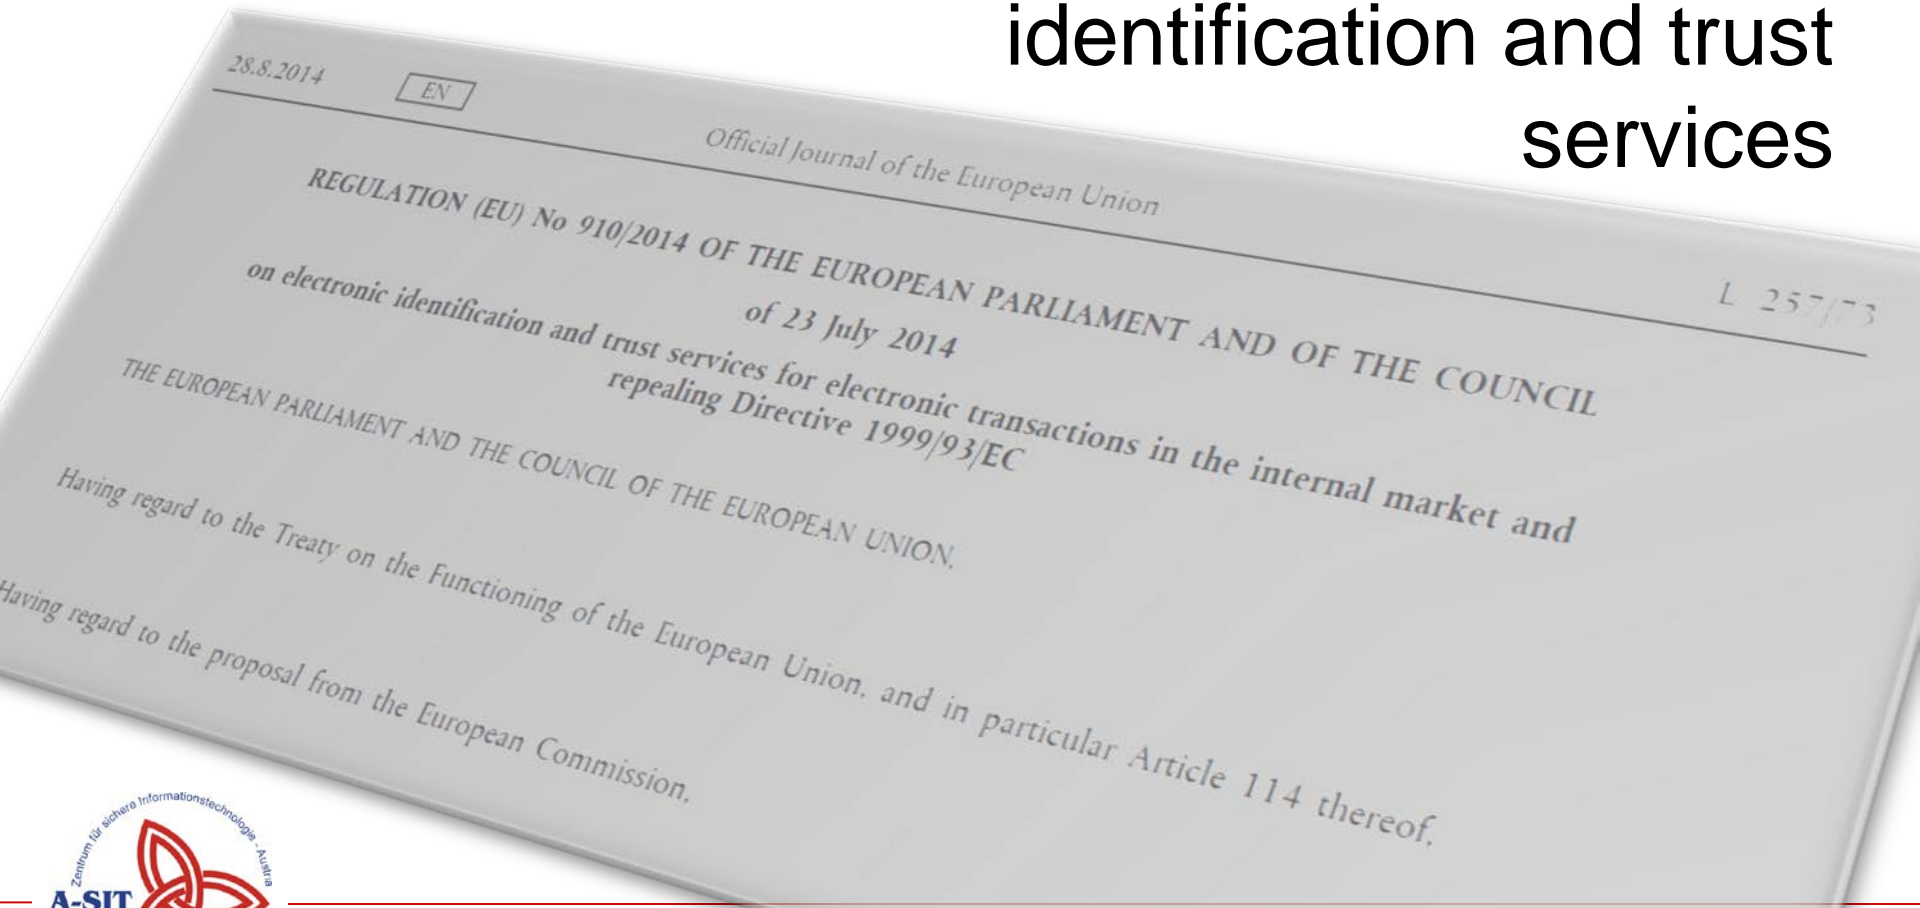 identification and trust
services
28.8.2014
EN
Official Journal of the European Union
L 257/73
REGULATION (EU) No 910/2014 OF THE EUROPEAN PARLIAMENT AND OF THE COUNCIL
of 23 July 2014
on electronic identification and trust services for electronic transactions in the internal market and
repealing Directive 1999/93/EC
THE EUROPEAN PARLIAMENT AND THE COUNCIL OF THE EUROPEAN UNION,
Having regard to the Treaty on the Functioning of the European Union, and in particular Article 114 thereof,
Having regard to the proposal from the European Commission,
Zentrum für sichere Informationstechnologie - Austria
A-SIT